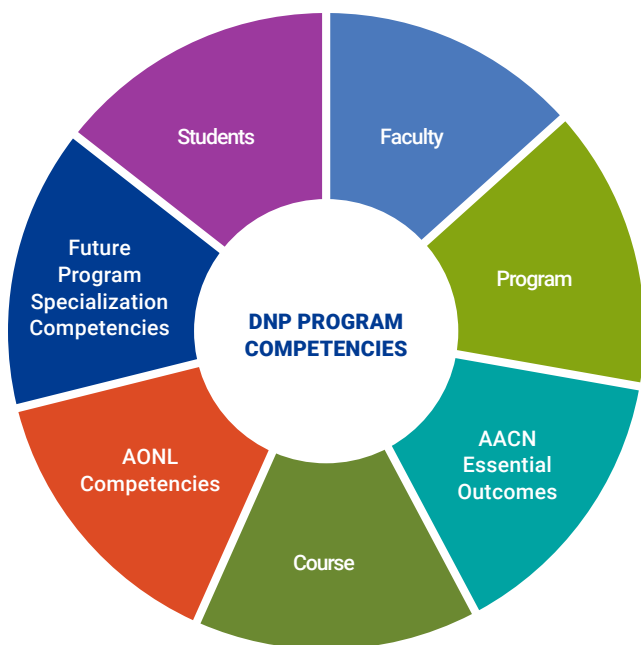 Students
Faculty
Future
Program
Specialization
Competencies
Program
DNP PROGRAM
COMPETENCIES
AONL
Competencies
AACN
Essential
Outcomes
Course